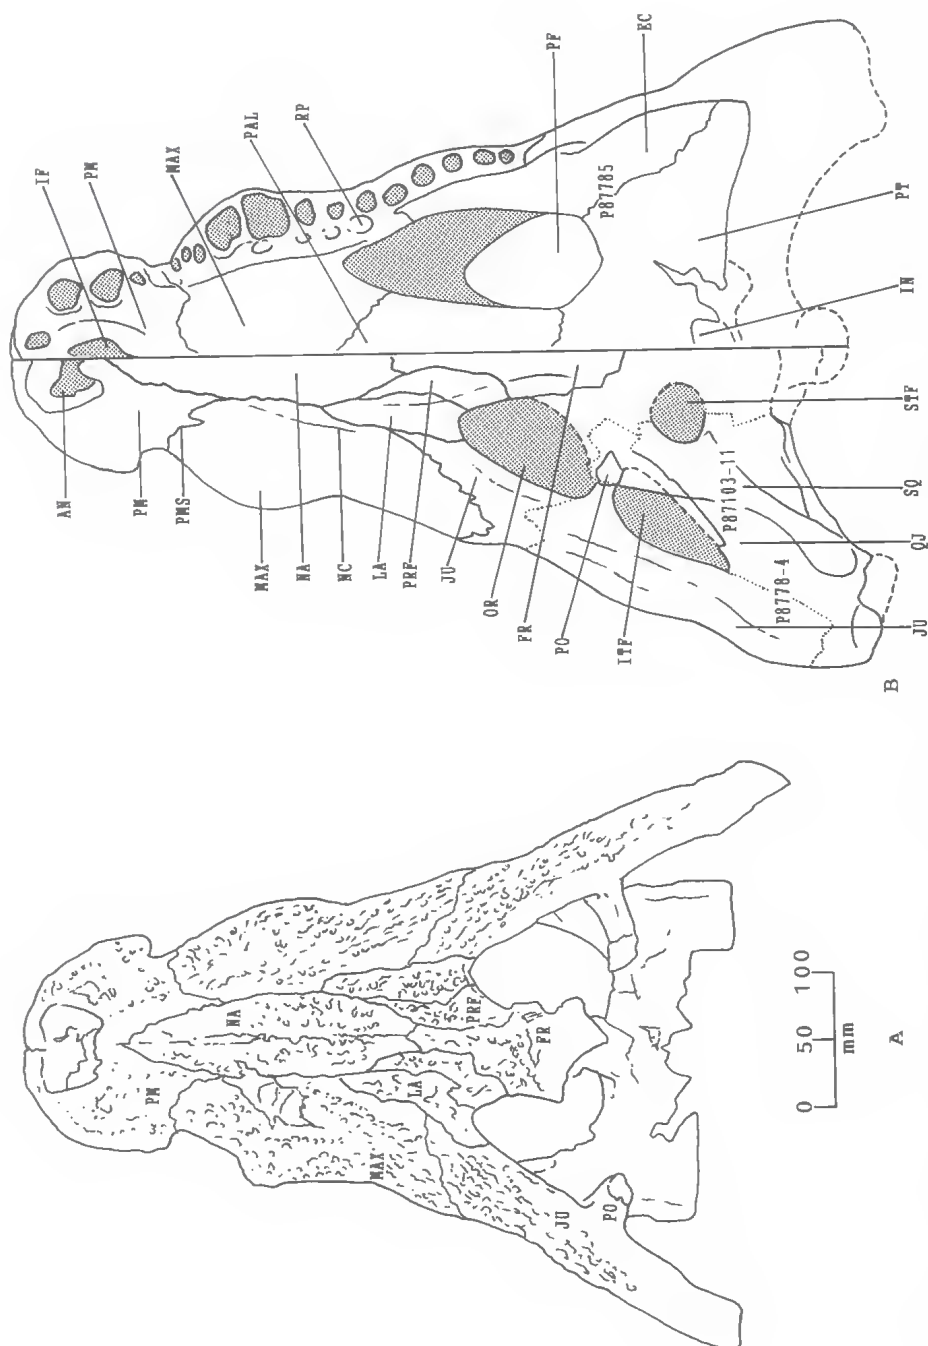 IF
PM
MAX
PAL
RP
PF
EC
P87785
PT
IN
AN
PM
PMS
MAX
NA
NC
LA
PRF
JU
OR
FR
PO
ITF
STF
P87103-11
SQ
QJ
P8778-4
JU
B
PM
NA
MAX
LA
PRF
FR
JU
PO
0 50 100
mm
A